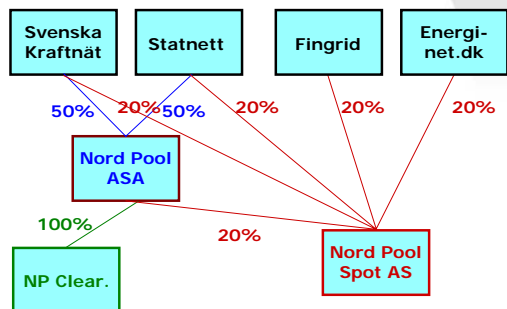 Svenska
Kraftnät
Statnett
Fingrid
Energi-
net.dk
50%
20%
50%
20%
20%
20%
Nord Pool
ASA
100%
20%
NP Clear.
Nord Pool
Spot AS